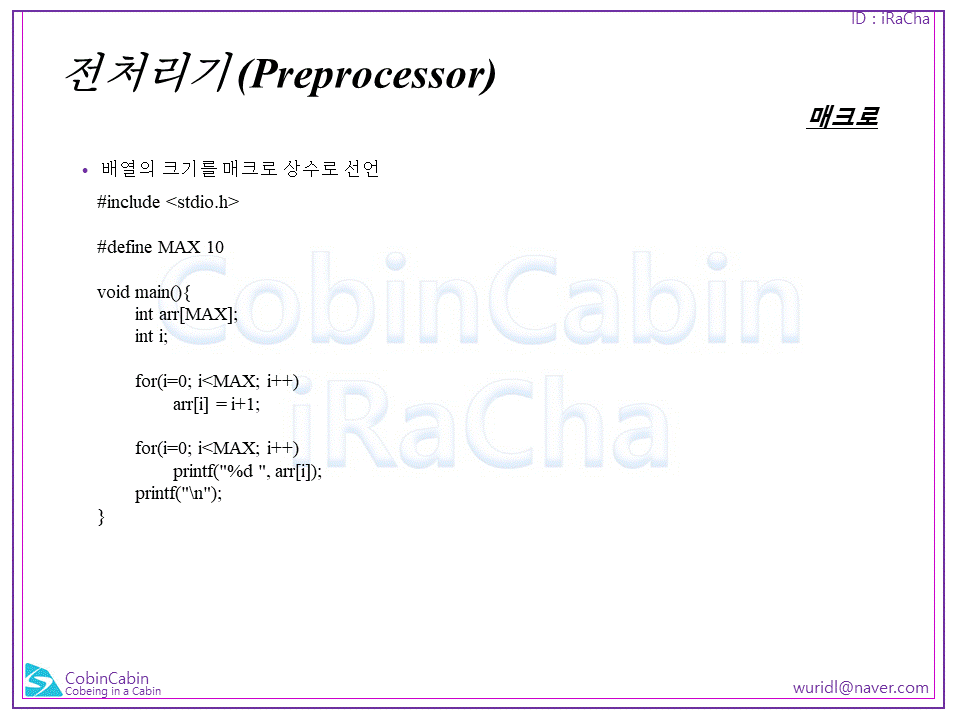 ID : iRaCha
전처리기(Preprocessor)
매크로
• 배열의 크기를 매크로 상수로 선언
#include <stdio.h>
#define MAX 10
void main(){
int arr[MAX];
int i;
for(i=0; i<MAX; i++)
arr[i] = i+1;
for(i=0; i<MAX; i++)
printf("%d ", arr[i]);
printf("\n");
}
CobinCabin
iRaCha
CobinCabin
Cobeing in a Cabin
wuridl@naver.com